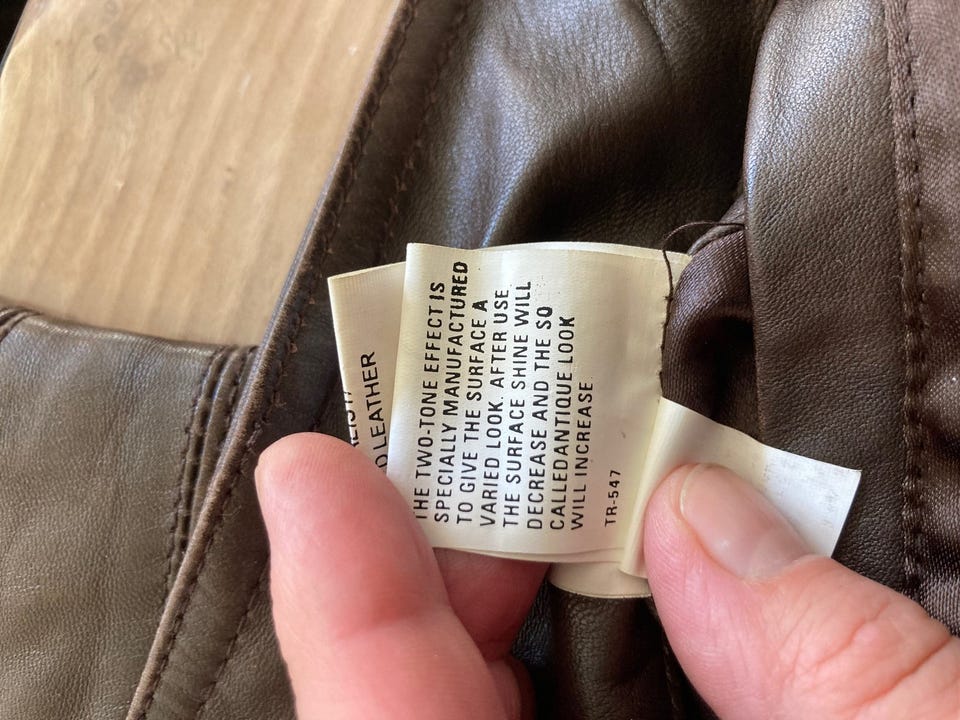 LEATHER
THE TWO-TONE EFFECT IS
SPECIALLY MANUFACTURED
TO GIVE THE SURFACE A
VARIED LOOK. AFTER USE
THE SURFACE SHINE WILL
DECREASE AND THE SO
CALLEDANTIQUE LOOK
WILL INCREASE
TR-547